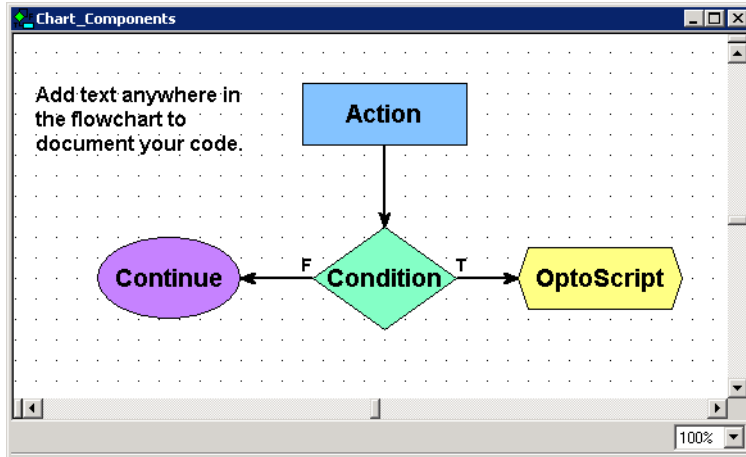 Chart_Components
Add text anywhere in
the flowchart to
document your code.
Action
F
T
Continue
Condition
OptoScript
100%